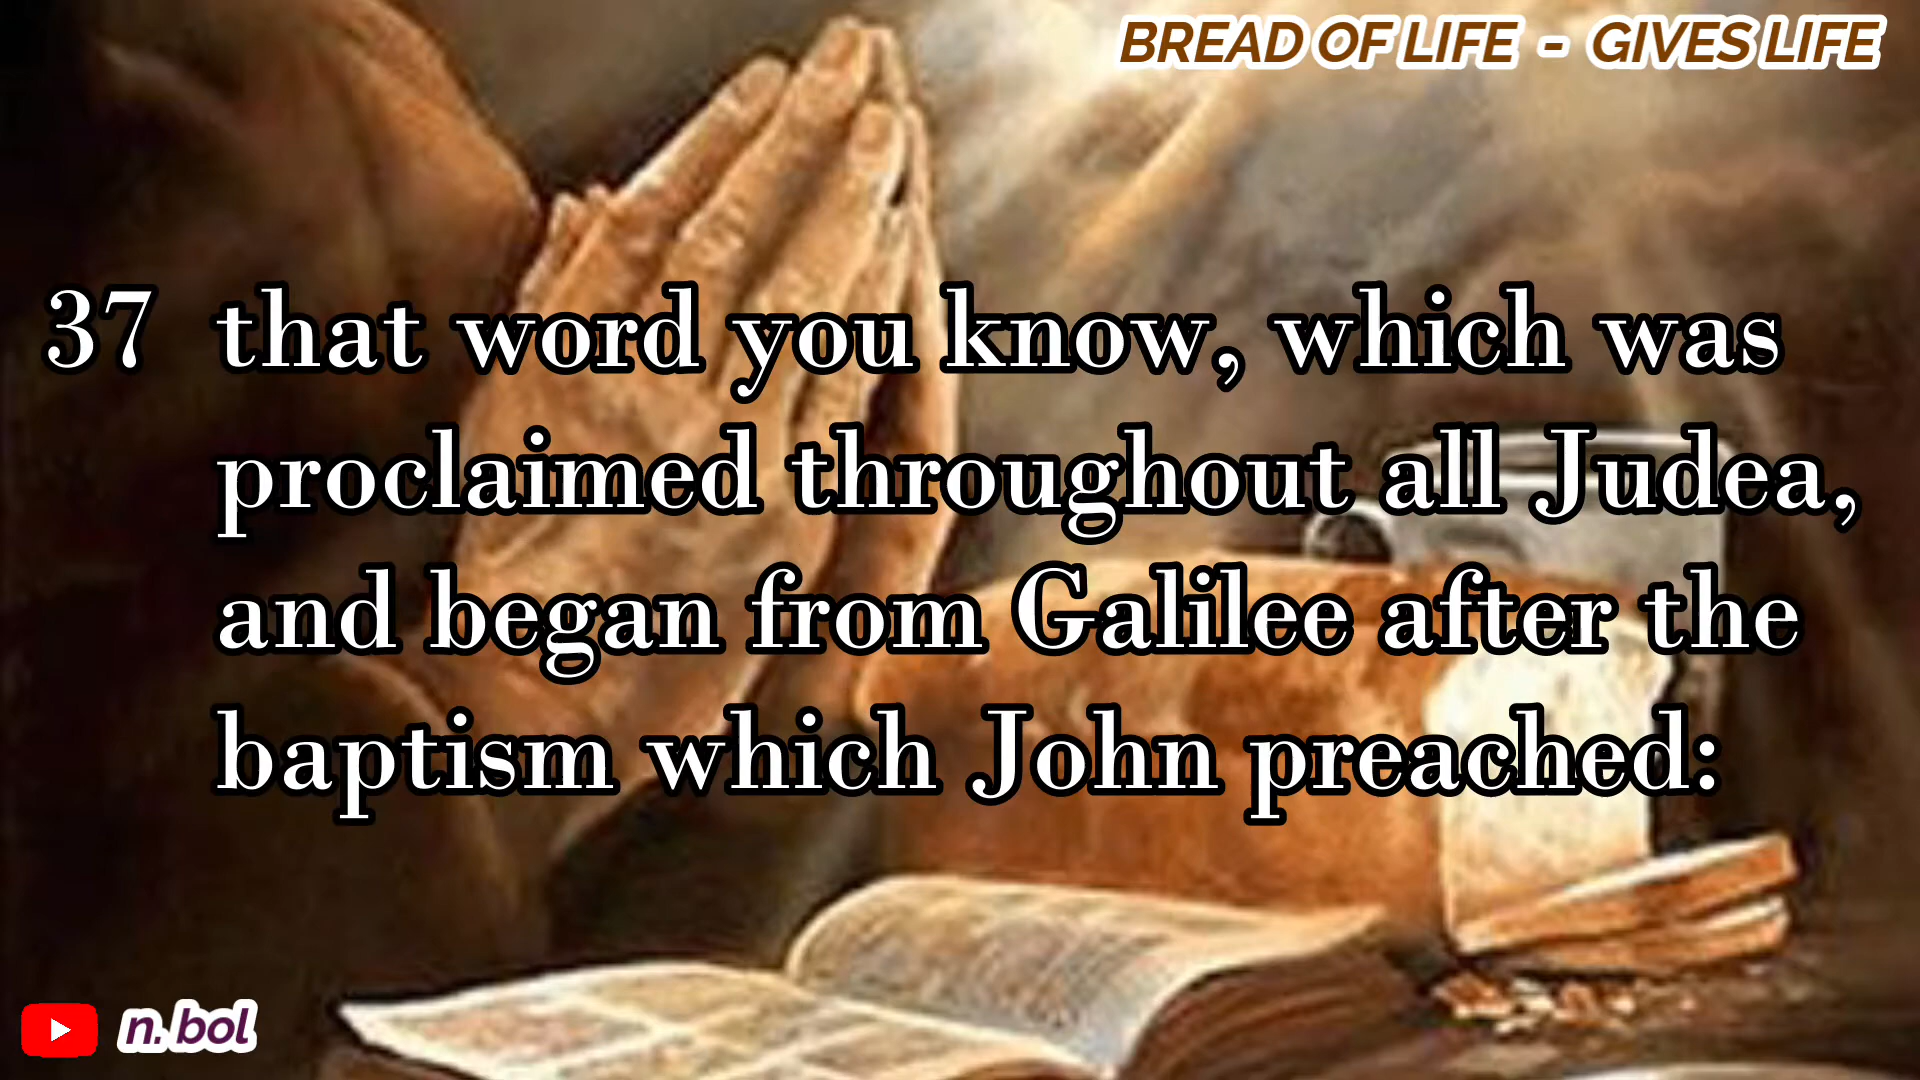 BREAD OF LIFE - GIVES LIFE
37 that word you know, which was
proclaimed throughout all Judea,
and began from Galilee after the
baptism which John preached:
n. bol